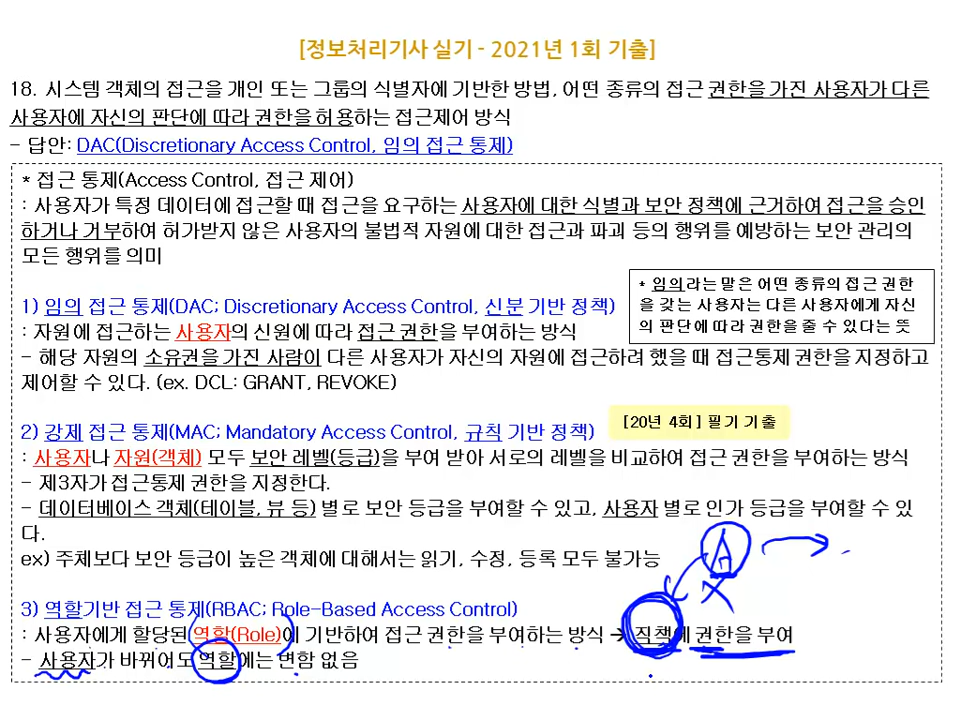 [정보처리기사 실기 - 2021년 1회 기출]
18. 시스템 객체의 접근을 개인 또는 그룹의 식별자에 기반한 방법, 어떤 종류의 접근 권한을 가진 사용자가 다른
사용자에 자신의 판단에 따라 권한을 허용하는 접근제어 방식
- 답안: DAC(Discretionary Access Control, 임의 접근 통제)
* 접근 통제(Access Control, 접근 제어)
: 사용자가 특정 데이터에 접근할 때 접근을 요구하는 사용자에 대한 식별과 보안 정책에 근거하여 접근을 승인
하거나 거부하여 허가받지 않은 사용자의 불법적 자원에 대한 접근과 파괴 등의 행위를 예방하는 보안 관리의
모든 행위를 의미
* 임의라는 말은 어떤 종류의 접근 권한
을 갖는 사용자는 다른 사용자에게 자신
의 판단에 따라 권한을 줄 수 있다는 뜻
1) 임의 접근 통제(DAC; Discretionary Access Control, 신분 기반 정책)
: 자원에 접근하는 사용자의 신원에 따라 접근 권한을 부여하는 방식
- 해당 자원의 소유권을 가진 사람이 다른 사용자가 자신의 자원에 접근하려 했을 때 접근통제 권한을 지정하고
제어할 수 있다. (ex. DCL: GRANT, REVOKE)
2) 강제 접근 통제(MAC; Mandatory Access Control, 규칙 기반 정책)
[20년 4회] 필기 기출
: 사용자나 자원(객체) 모두 보안 레벨(등급)을 부여 받아 서로의 레벨을 비교하여 접근 권한을 부여하는 방식
- 제3자가 접근통제 권한을 지정한다.
- 데이터베이스 객체(테이블, 뷰 등) 별로 보안 등급을 부여할 수 있고, 사용자 별로 인가 등급을 부여할 수 있
다.
ex) 주체보다 보안 등급이 높은 객체에 대해서는 읽기, 수정, 등록 모두 불가능
A
3) 역할기반 접근 통제(RBAC; Role-Based Access Control)
: 사용자에게 할당된 역할(Role)에 기반하여 접근 권한을 부여하는 방식 → 직책에 권한을 부여
- 사용자가 바뀌어도 역할에는 변함 없음